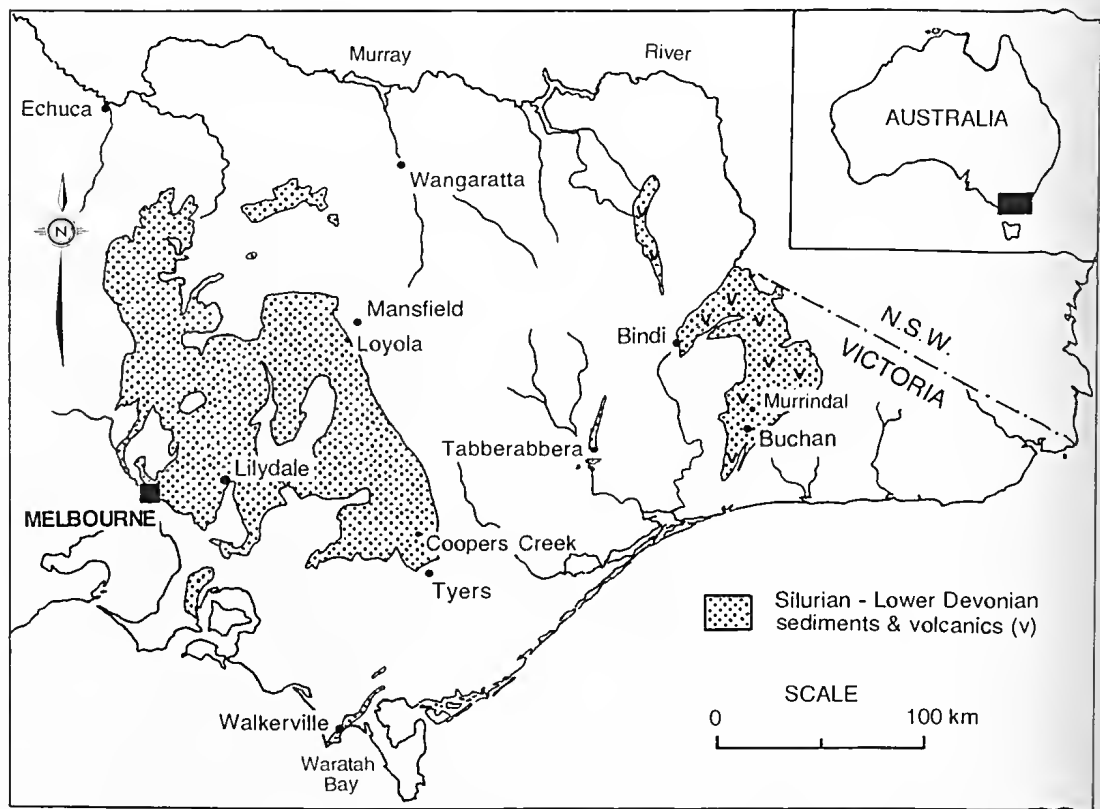 Murray
River
Echuca
AUSTRALIA
Wangaratta
N
Mansfield
Loyola
Bindi
N.S.W.
VICTORIA
Murrindal
Buchan
Tabberabbera
Lilydale
MELBOURNE
Coopers Creek
Tyers
Silurian - Lower Devonian
sediments & volcanics (v)
SCALE
0 100 km
Walkerville
Waratah
Bay
V
V
V
V
V
V
V
V
V